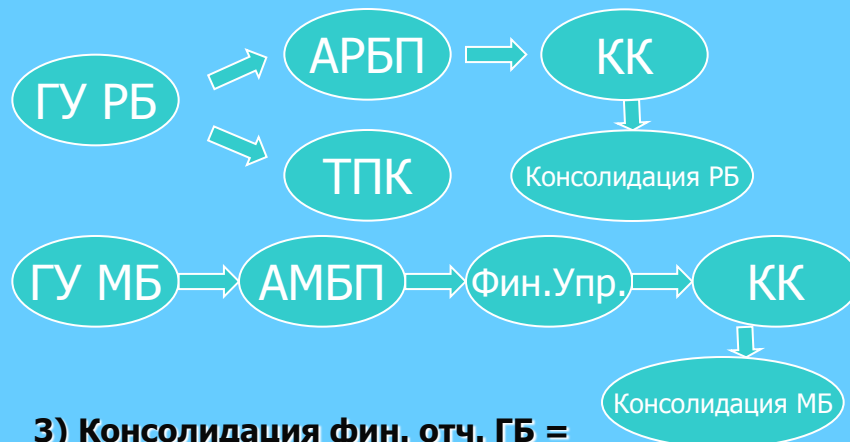 ГУ РБ
АРБП
КК
ТПК
Консолидация РБ
ГУ МБ
АМБП
Фин.Упр.
КК
Консолидация МБ
3) Консолидация фин. отч. ГБ =